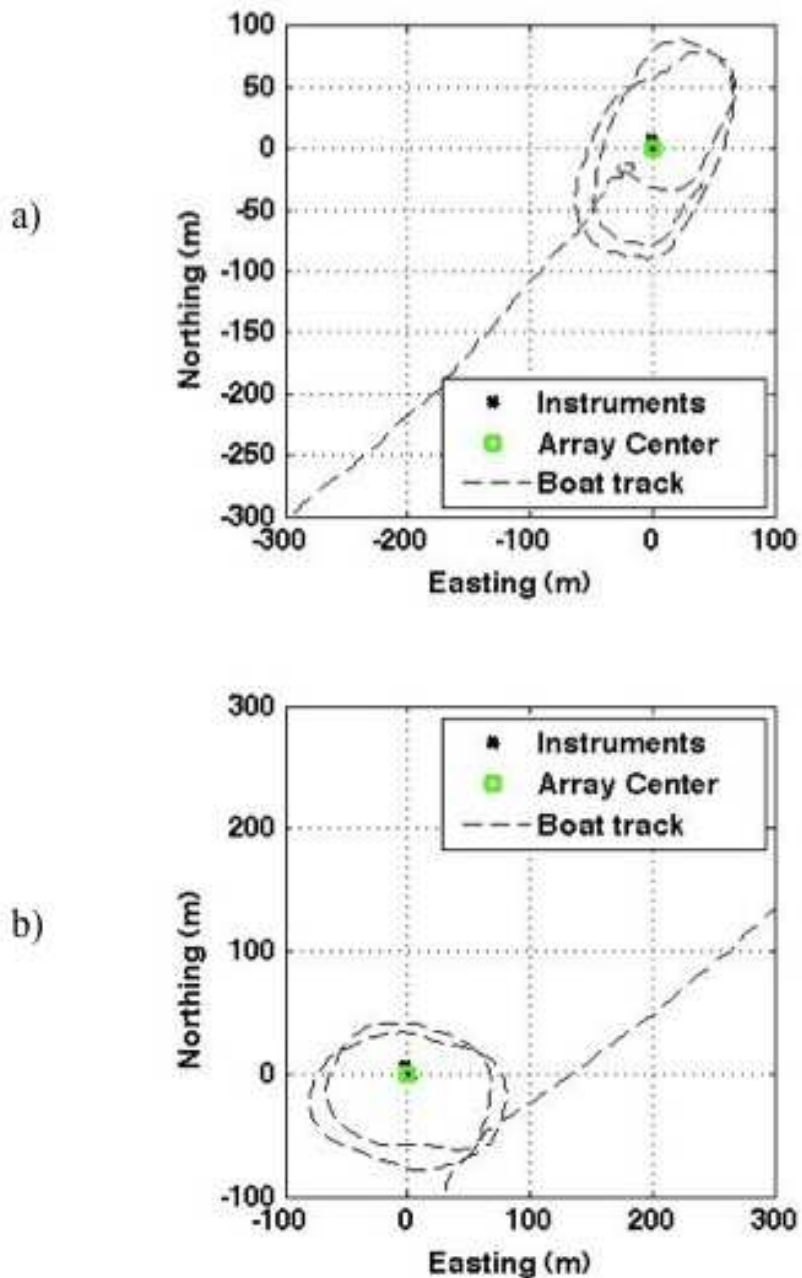 a)
100
50
0
-50
-100
-150
-200
-250
-300
Northing (m)
Instruments
Array Center
Boat track
-300 -200 -100 0 100
Easting (m)
b)
300
200
100
0
-100
Northing (m)
Instruments
Array Center
Boat track
-100 0 100 200 300
Easting (m)